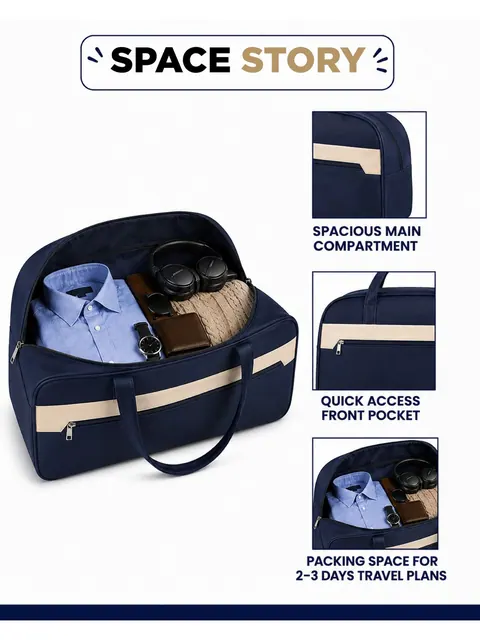 SPACE STORY
SPACIOUS MAIN
COMPARTMENT
QUICK ACCESS
FRONT POCKET
PACKING SPACE FOR
2-3 DAYS TRAVEL PLANS